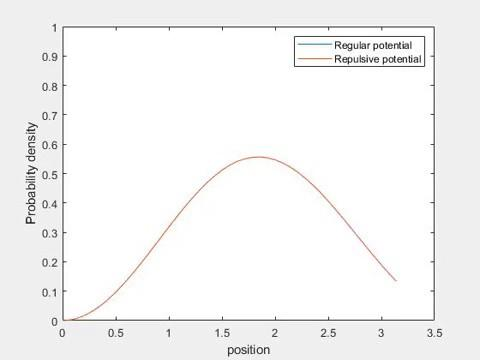 1
0.9
Regular potential
Repulsive potential
0.8
0.7
0.6
0.5
0.4
0.3
0.2
0.1
0
Probability density
0 0.5 1 1.5 2 2.5 3 3.5
position